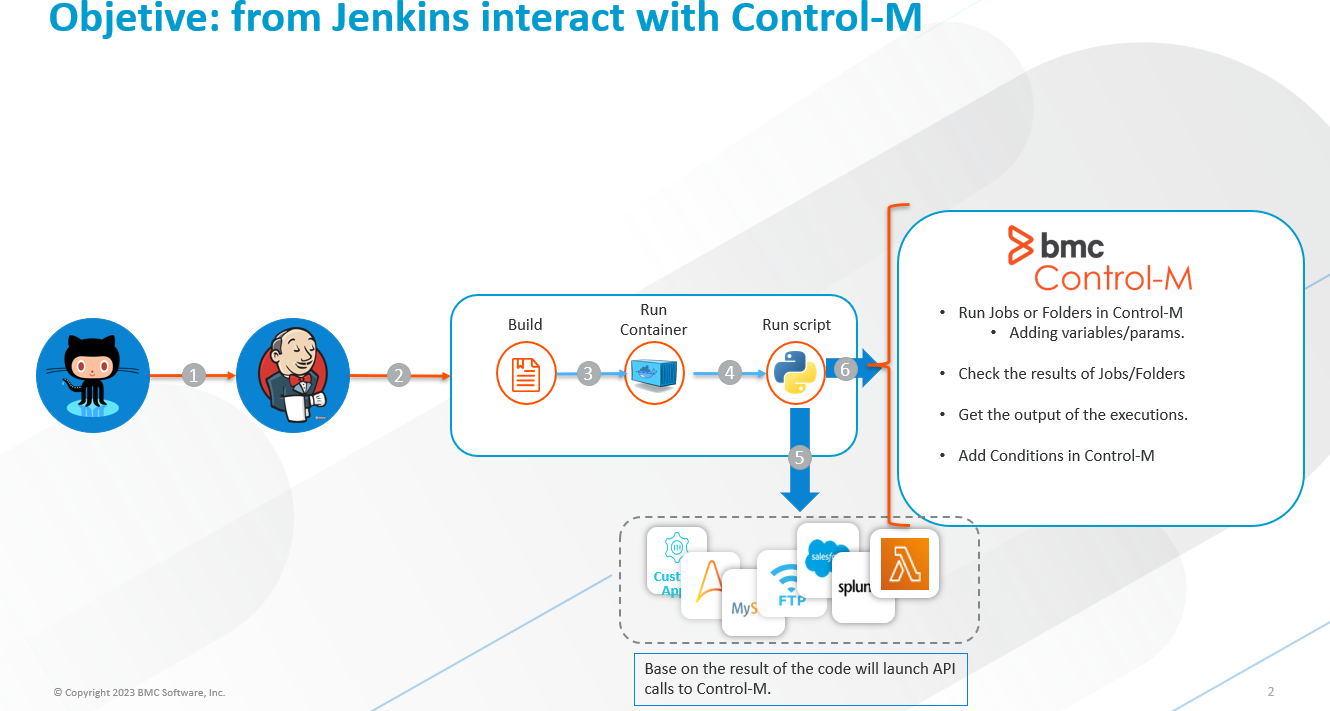 Objetive: from Jenkins interact with Control-M
bmc
Control-M
• Run Jobs or Folders in Control-M
• Adding variables/params.
• Check the results of Jobs/Folders
• Get the output of the executions.
• Add Conditions in Control-M
Build
Run
Container
Run script
1
2
3
4
6
5
App
salesfo
MyS
FTP
splun
Base on the result of the code will launch API
calls to Control-M.
© Copyright 2023 BMC Software, Inc.
2